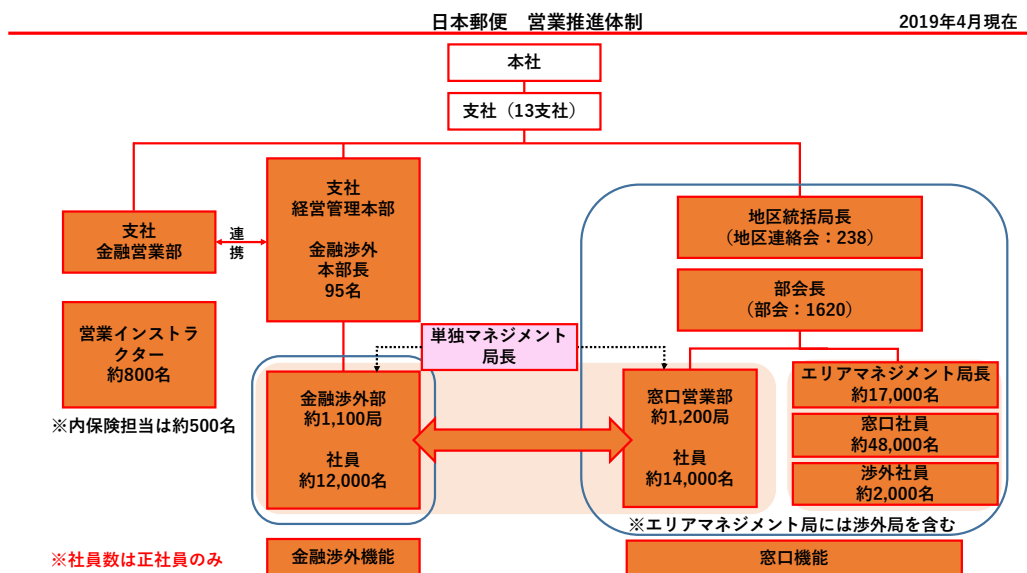 日本郵便　営業推進体制
2019年4月現在
本社
支社（13支社）
支社
金融営業部
連
携
支社
経営管理本部
金融渉外
本部長
95名
地区統括局長
（地区連絡会：238）
部会長
（部会：1620）
営業インストラ
クター
約800名
※内保険担当は約500名
単独マネジメント
局長
金融渉外部
約1,100局
社員
約12,000名
窓口営業部
約1,200局
社員
約14,000名
エリアマネジメント局長
約17,000名
窓口社員
約48,000名
渉外社員
約2,000名
※エリアマネジメント局には渉外局を含む
※社員数は正社員のみ
金融渉外機能
窓口機能